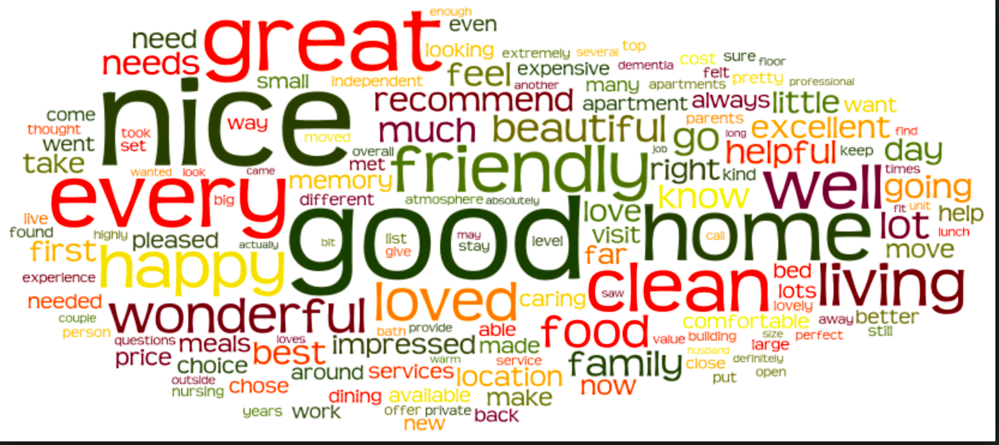 enough
great
even
need
looking
extremely
several
top
needs
cost
sure
floor
small
independent
feel
expensive
dementia
felt
pretty
professional
another
many
apartments
nice
recommend
apartment
always
little
want
come
way
parents
thought
took
moved
much
beautiful
go
long
excellent
find
went
set
overall
friendly
job
helpful
keep
day
take
met
right
kind
times
wanted
look
came
every
memory
well
going
big
different
atmosphere
absolutely
know
live
good
love
home
fit
unit
help
found
highly
pleased
actually
bit
list
may
level
visit
call
lot
lunch
first
happy
give
stay
far
move
experience
clean
bed
living
needed
wonderful
loved
caring
saw
lots
lovely
couple
comfortable
away
better
person
bath
provide
able
food
value
building
size
perfect
still
questions
meals
loves
impressed
made
large
price
best
warm
service
family
husband
close
definitely
choice
around
services
location
put
open
outside
chose
now
nursing
dining
available
make
years
work
offer
private
back
new